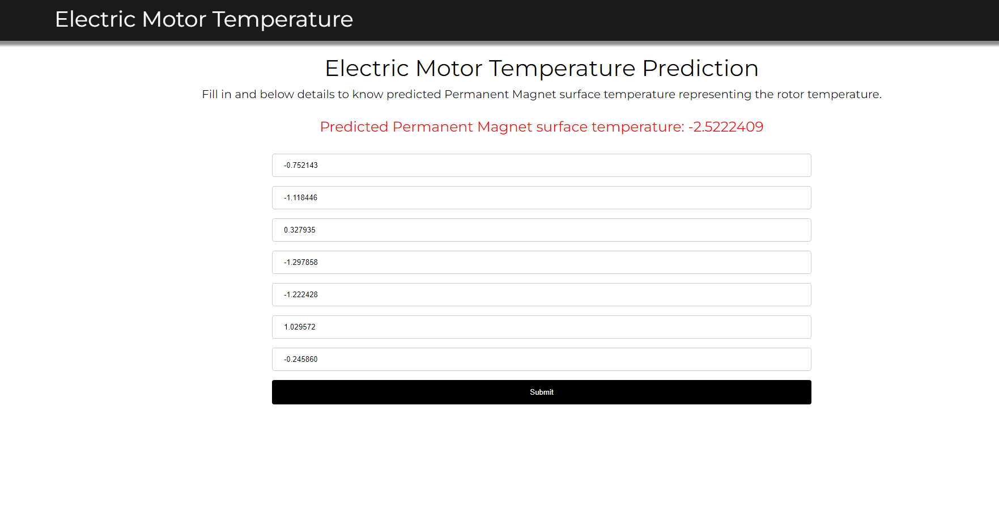 Electric Motor Temperature
Electric Motor Temperature Prediction
Fill in and below details to know predicted Permanent Magnet surface temperature representing the rotor temperature.
Predicted Permanent Magnet surface temperature: -2.5222409
-0.752143
-1.118446
0.327935
-1.297858
-1.222428
1.029572
-0.245860
Submit